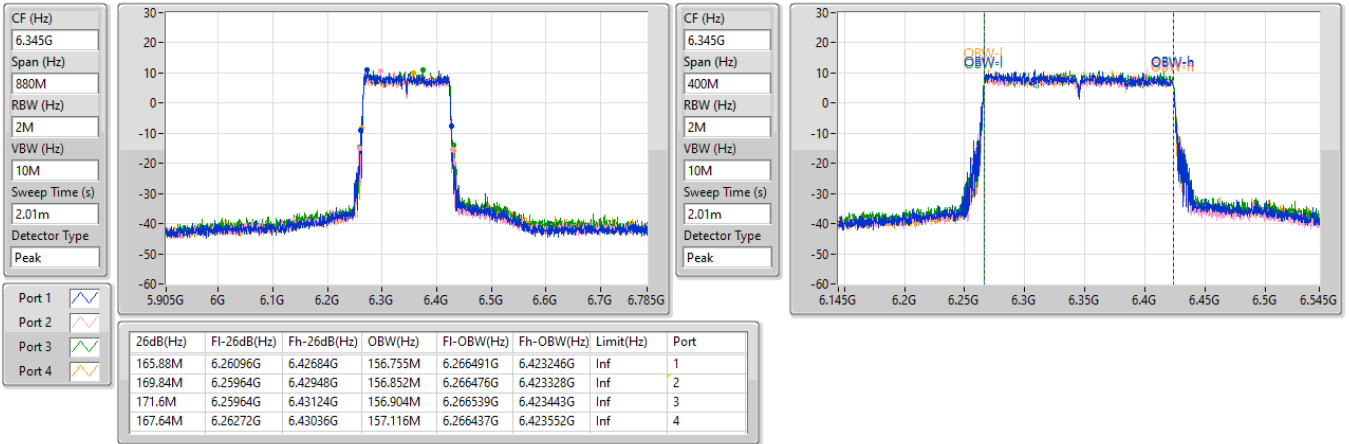 CF (Hz)
6.345G
Span (Hz)
880M
RBW (Hz)
2M
VBW (Hz)
10M
Sweep Time (s)
2.01m
Detector Type
Peak
30-
20-
10-
0-
-10-
-20-
-30-
-40-
-50-
-60-
5.905G 6G 6.1G 6.2G 6.3G 6.4G 6.5G 6.6G 6.7G 6.785G
CF (Hz)
6.345G
Span (Hz)
400M
RBW (Hz)
2M
VBW (Hz)
10M
Sweep Time (s)
2.01m
Detector Type
Peak
30-
20-
10-
0-
-10-
-20-
-30-
-40-
-50-
-60-
OBW-l
OBW-l
OBW-h
OBW-h
6.145G 6.2G 6.25G 6.3G 6.35G 6.4G 6.45G 6.5G 6.545G
Port 1
Port 2
Port 3
Port 4
26dB(Hz) Fl-26dB(Hz) Fh-26dB(Hz) OBW(Hz) Fl-OBW(Hz) Fh-OBW(Hz) Limit(Hz) Port
165.88M 6.26096G 6.42684G 156.755M 6.266491G 6.423246G Inf 1
169.84M 6.25964G 6.42948G 156.852M 6.266476G 6.423328G Inf 2
171.6M 6.25964G 6.43124G 156.904M 6.266539G 6.423443G Inf 3
167.64M 6.26272G 6.43036G 157.116M 6.266437G 6.423552G Inf 4